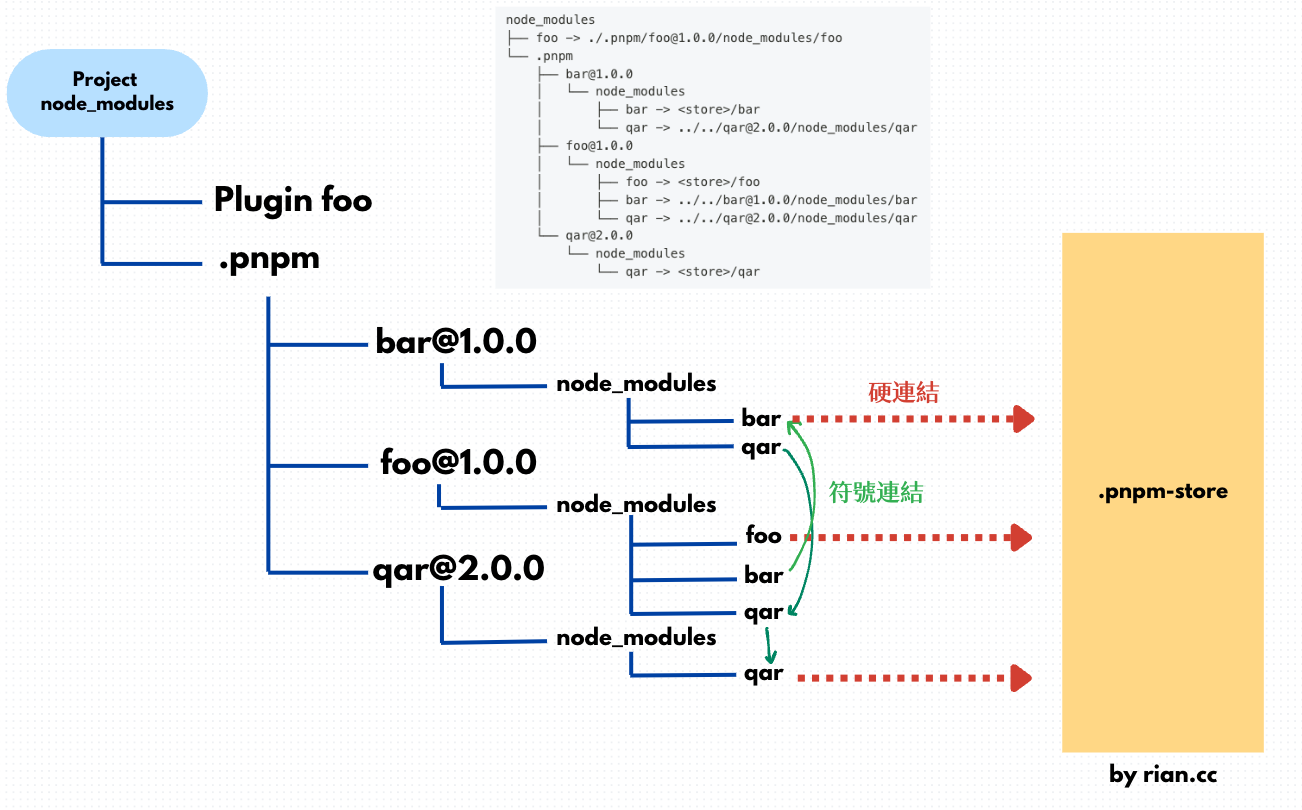 node_modules
├── foo -> ./.pnpm/foo@1.0.0/node_modules/foo
└── .pnpm
    ├── bar@1.0.0
    │   └── node_modules
    │       ├── bar -> <store>/bar
    │       └── qar -> ../../qar@2.0.0/node_modules/qar
    ├── foo@1.0.0
    │   └── node_modules
    │       ├── foo -> <store>/foo
    │       ├── bar -> ../../bar@1.0.0/node_modules/bar
    │       └── qar -> ../../qar@2.0.0/node_modules/qar
    └── qar@2.0.0
        └── node_modules
            └── qar -> <store>/qar
Project
node_modules
Plugin foo
.pnpm
bar@1.0.0
node_modules
硬連結
bar
qar
foo@1.0.0
符號連結
.pnpm-store
node_modules
foo
bar
qar@2.0.0
qar
node_modules
qar
by rian.cc